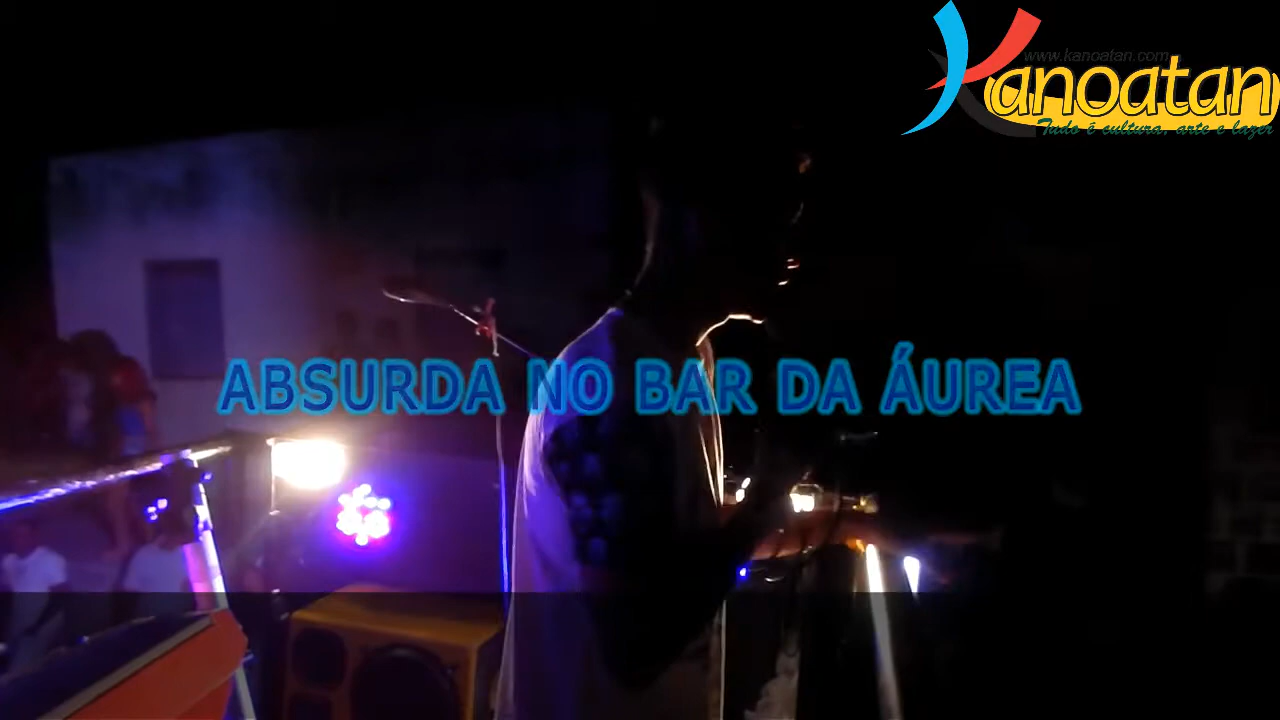 www.kanoatan.com
Kanoatan
Tudo é cultura, arte e lazer
ABSURDA NO BAR DA ÁUREA